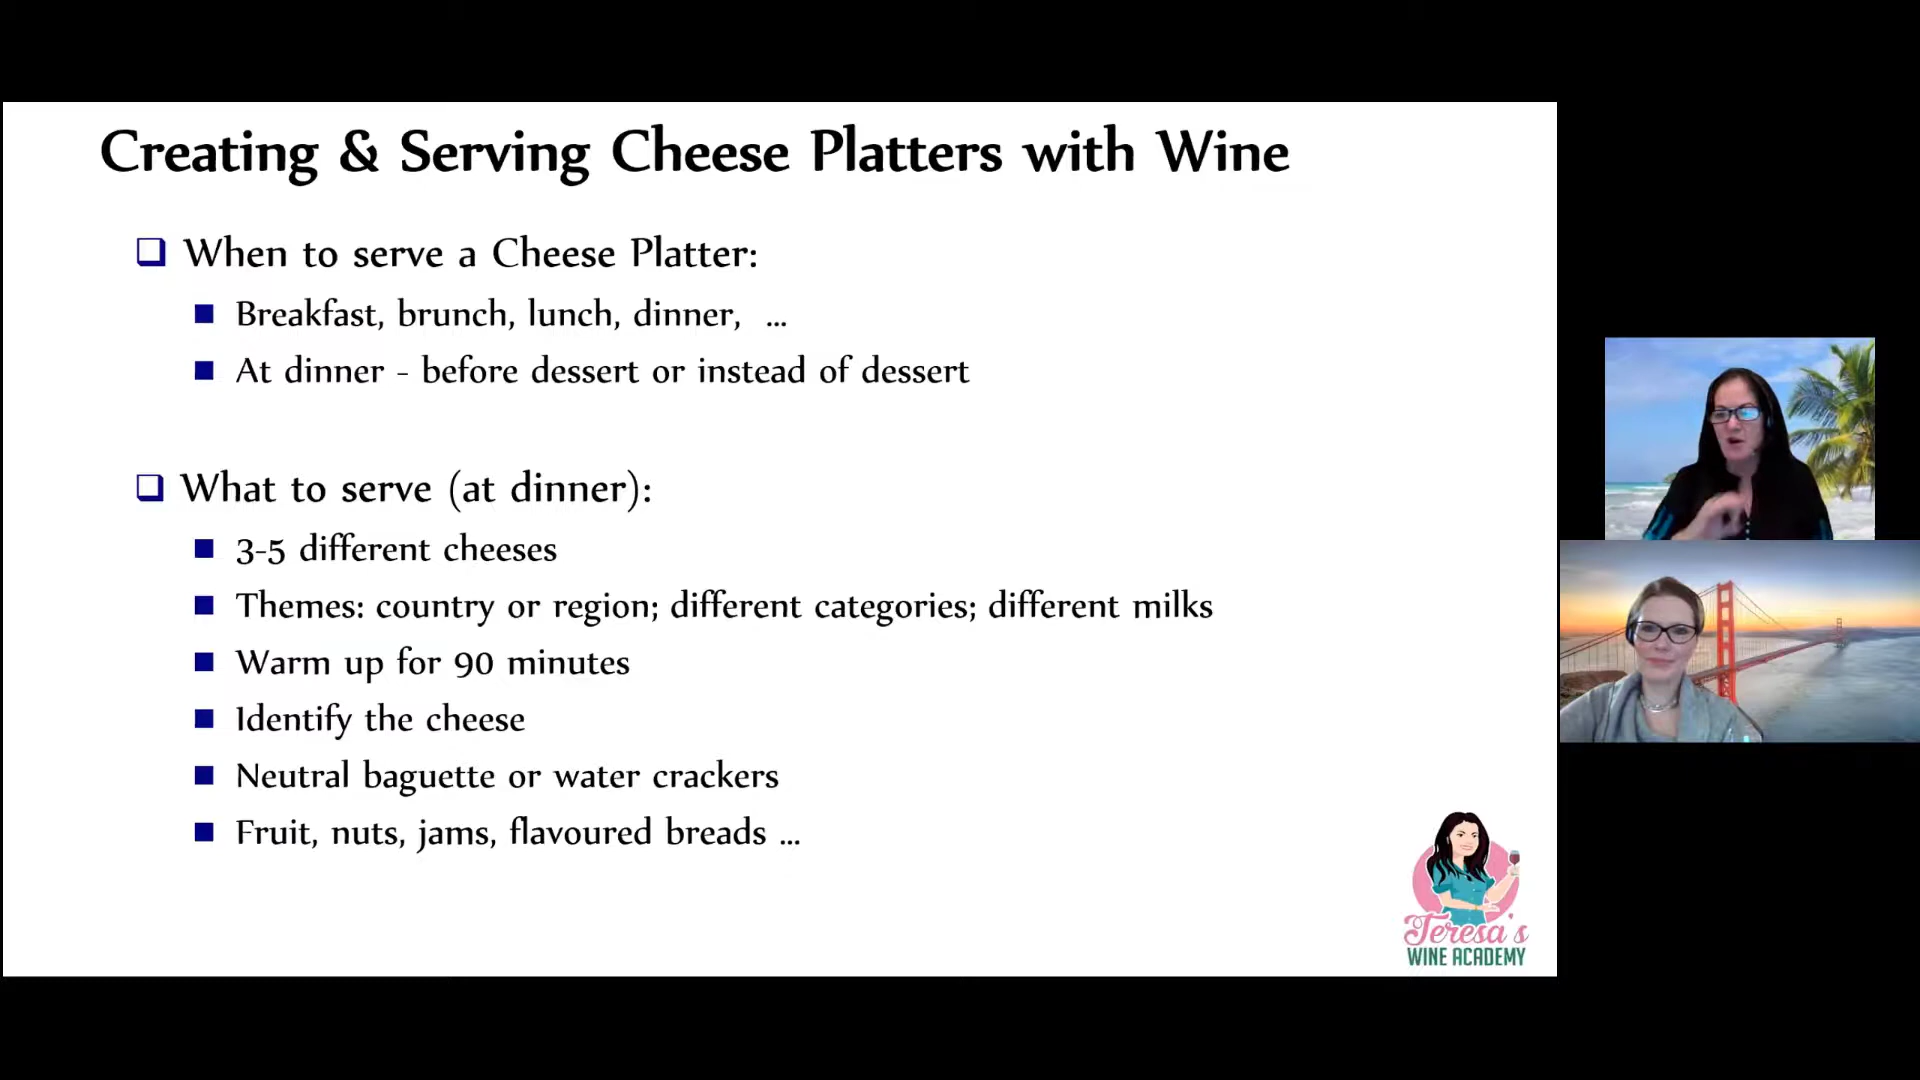 Creating & Serving Cheese Platters with Wine
When to serve a Cheese Platter:
Breakfast, brunch, lunch, dinner, ...
At dinner - before dessert or instead of dessert
What to serve (at dinner):
3-5 different cheeses
Themes: country or region; different categories; different milks
Warm up for 90 minutes
Identify the cheese
Neutral baguette or water crackers
Fruit, nuts, jams, flavoured breads ...
Teresa's
WINE ACADEMY